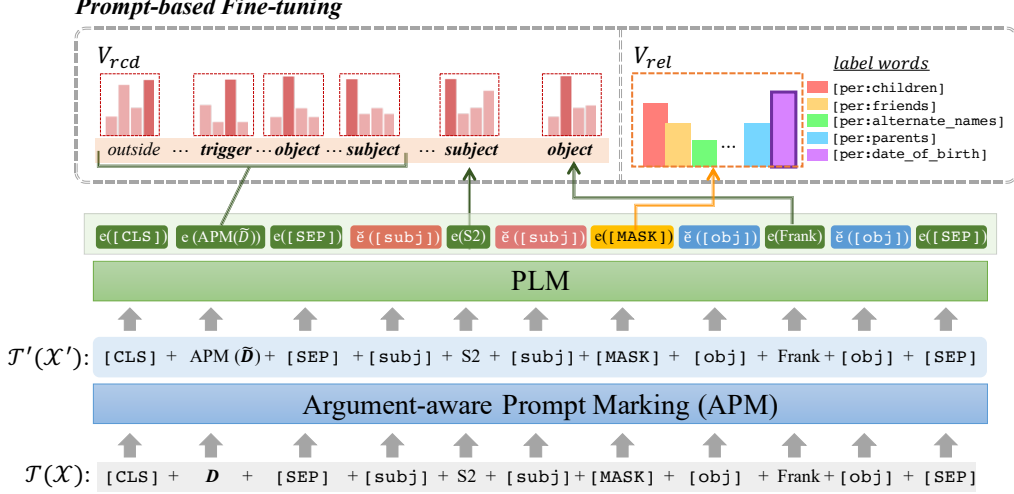 Prompt-based Fine-tuning
V_rcd V_rel label words
[per:children]
[per:friends]
[per:alternate_names]
[per:parents]
[per:date_of_birth]
...
outside ... trigger ... object ... subject ... subject object
e([CLS]) e(APM(D̃)) e([SEP]) ĕ([subj]) e(S2) ĕ([subj]) e([MASK]) ĕ([obj]) e(Frank) ĕ([obj]) e([SEP])
PLM
𝒯′(𝒳′): [CLS] + APM (D̃) + [SEP] + [subj] + S2 + [subj] + [MASK] + [obj] + Frank + [obj] + [SEP]
Argument-aware Prompt Marking (APM)
𝒯(𝒳): [CLS] + D + [SEP] + [subj] + S2 + [subj] + [MASK] + [obj] + Frank + [obj] + [SEP]